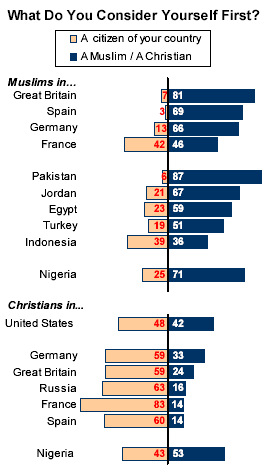 What Do You Consider Yourself First?
A citizen of your country
A Muslim / A Christian
Muslims in...
Great Britain 7 81
Spain 3 69
Germany 13 66
France 42 46
Pakistan 6 87
Jordan 21 67
Egypt 23 59
Turkey 19 51
Indonesia 39 36
Nigeria 25 71
Christians in...
United States 48 42
Germany 59 33
Great Britain 59 24
Russia 63 16
France 83 14
Spain 60 14
Nigeria 43 53